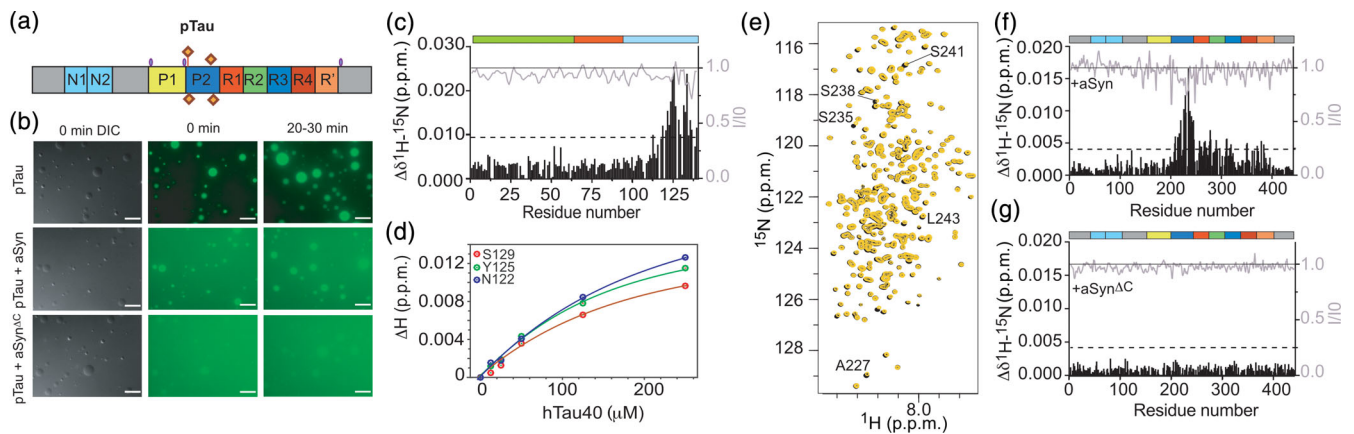 (a)
pTau
N1 N2 P1 P2 R1 R2 R3 R4 R'
(b)
0 min DIC 0 min 20-30 min
pTau
pTau + aSyn
pTau + aSynΔC
(c)
Δδ1H-15N (p.p.m.)
0.030
0.020
0.010
0.000
1.0
0.5
0.0
I/I0
0 25 50 75 100 125
Residue number
(d)
S129
Y125
N122
ΔH (p.p.m.)
0.012
0.008
0.004
0
0 100 200
hTau40 (μM)
(e)
15N (p.p.m.)
116
118
120
122
124
126
128
S241
S238
S235
L243
A227
8.0
1H (p.p.m.)
(f)
Δδ1H-15N (p.p.m.)
0.020
0.015
0.010
0.005
0.000
+aSyn
1.0
0.5
0.0
I/I0
0 100 200 300 400
Residue number
(g)
Δδ1H-15N (p.p.m.)
0.020
0.015
0.010
0.005
0.000
+aSynΔC
1.0
0.5
0.0
I/I0
0 100 200 300 400
Residue number